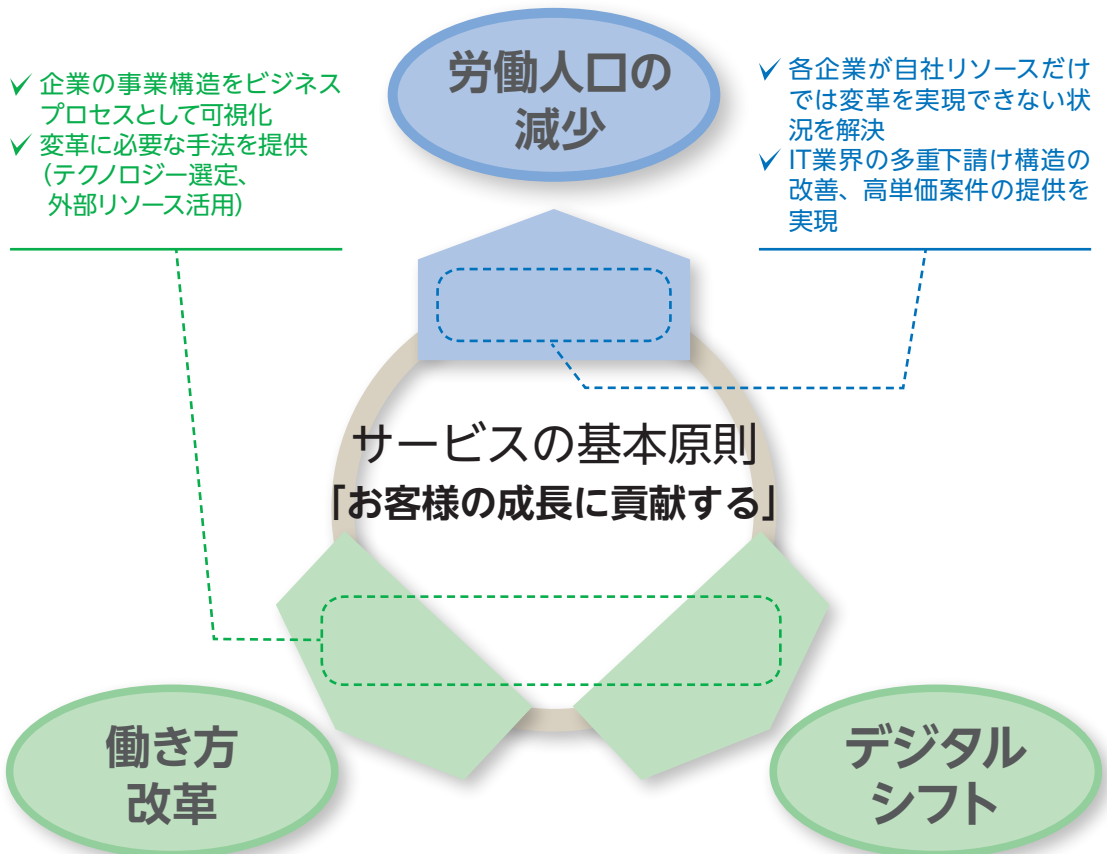 労働人口の
減少
✓ 企業の事業構造をビジネス
プロセスとして可視化
✓ 変革に必要な手法を提供
(テクノロジー選定、
外部リソース活用)
✓ 各企業が自社リソースだけ
では変革を実現できない状
況を解決
✓ IT業界の多重下請け構造の
改善、高単価案件の提供を
実現
サービスの基本原則
「お客様の成長に貢献する」
働き方
改革
デジタル
シフト